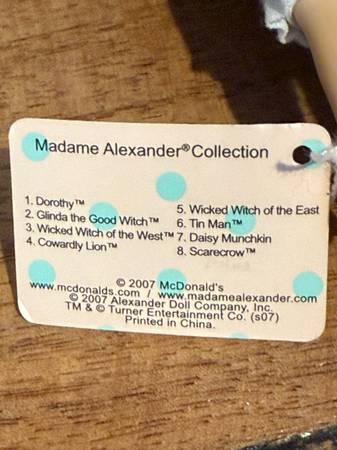 Madame Alexander® Collection
1. Dorothy™
2. Glinda the Good Witch™
3. Wicked Witch of the West™
4. Cowardly Lion™
5. Wicked Witch of the East
6. Tin Man™
7. Daisy Munchkin
8. Scarecrow™
© 2007 McDonald's
www.mcdonalds.com / www.madamealexander.com
© 2007 Alexander Doll Company, Inc.
TM & © Turner Entertainment Co. (s07)
Printed in China.